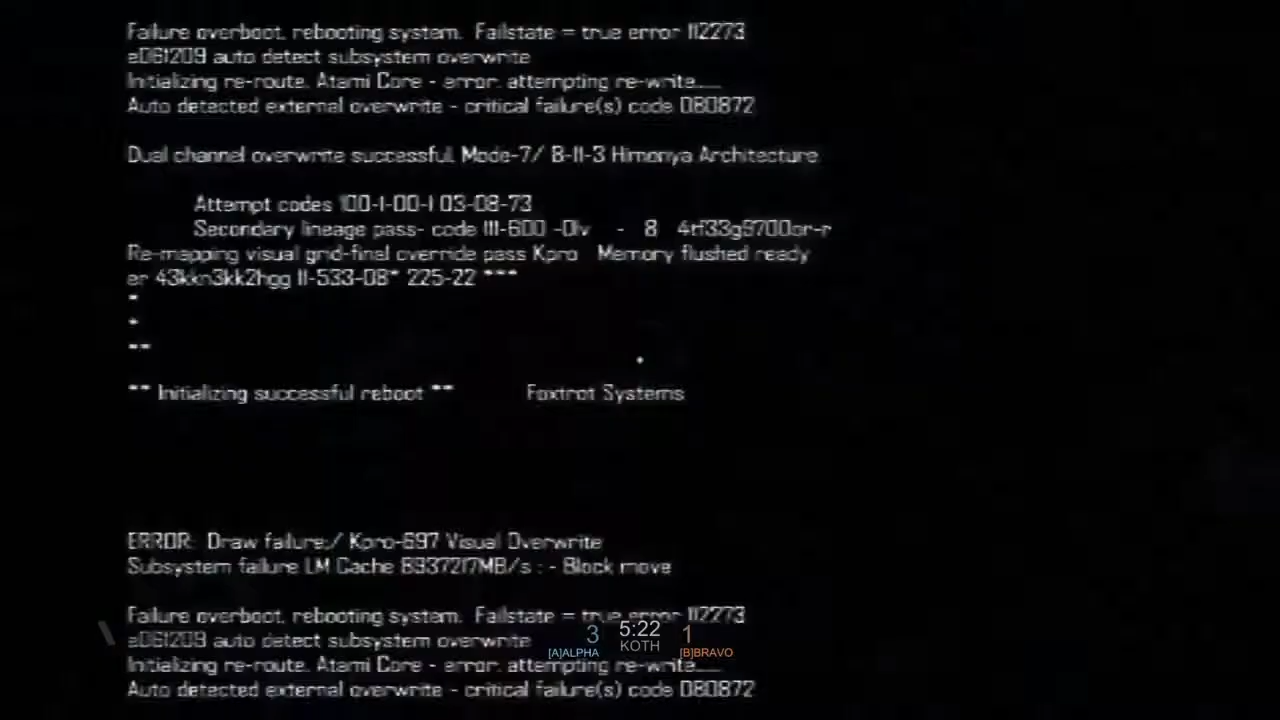 Failure overboot, rebooting system. Failstate = true error 112273
e061209 auto detect subsystem overwrite
Initializing re-route. Atami Core - error. attempting re-write......
Auto detected external overwrite - critical failure(s) code 080872
Dual channel overwrite successful. Mode-7/ B-11-3 Himonya Architecture
Attempt codes 100-1-00-1 03-08-73
Secondary lineage pass- code 111-600 -0lv - 8 4rf33g9700or-r
Re-mapping visual grid-final override pass Kpro Memory flushed ready
er 43kkn3kk2hgg 11-533-08* 225-22 ***
*
*
**
** Initializing successful reboot ** Foxtrot Systems
ERROR: Draw failure:/ Kpro-697 Visual Overwrite
Subsystem failure LM Cache 8937217MB/s : - Block move
Failure overboot, rebooting system. Failstate = true error 112273
e061209 auto detect subsystem overwrite
Initializing re-route. Atami Core - error. attempting re-write......
Auto detected external overwrite - critical failure(s) code 080872
3 5:22 1
[A]ALPHA KOTH [B]BRAVO